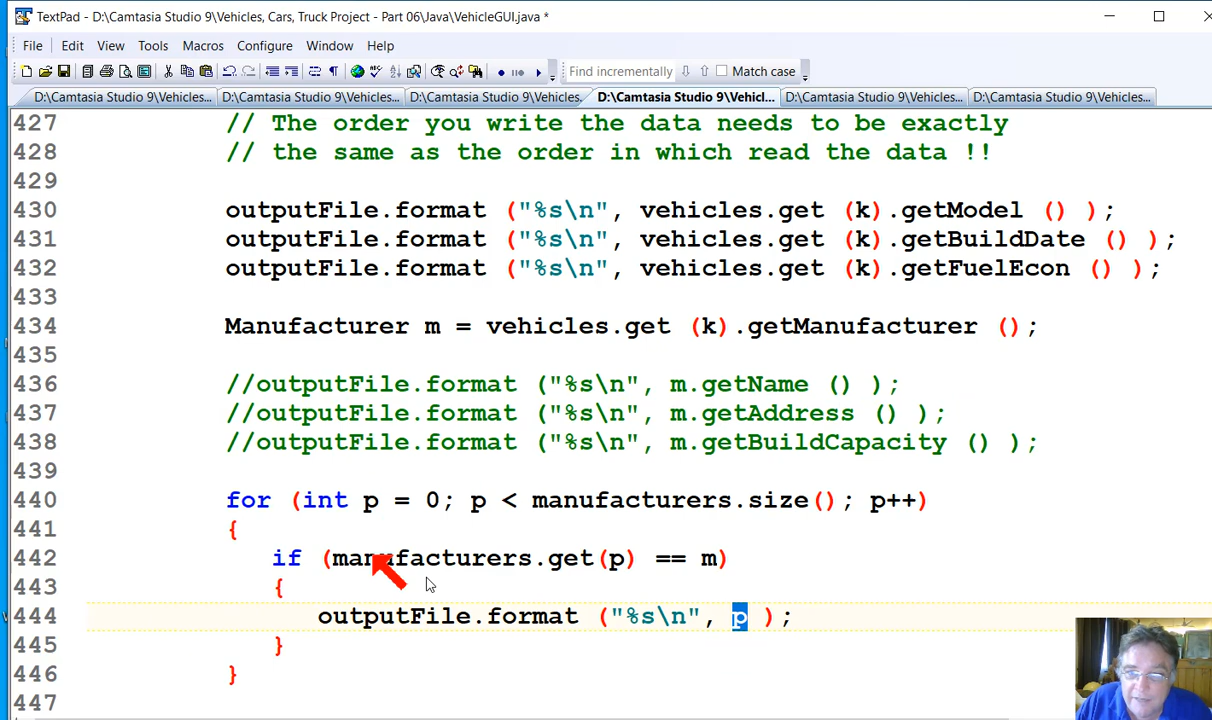 TextPad - D:\Camtasia Studio 9\Vehicles, Cars, Truck Project - Part 06\Java\VehicleGUI.java *
File Edit View Tools Macros Configure Window Help
Find incrementally Match case
D:\Camtasia Studio 9\Vehicles... D:\Camtasia Studio 9\Vehicles... D:\Camtasia Studio 9\Vehicles. D:\Camtasia Studio 9\Vehicl... D:\Camtasia Studio 9\Vehicles... D:\Camtasia Studio 9\Vehicles...
427 // The order you write the data needs to be exactly
428 // the same as the order in which read the data !!
429
430 outputFile.format ("%s\n", vehicles.get (k).getModel () );
431 outputFile.format ("%s\n", vehicles.get (k).getBuildDate () );
432 outputFile.format ("%s\n", vehicles.get (k).getFuelEcon () );
433
434 Manufacturer m = vehicles.get (k).getManufacturer ();
435
436 //outputFile.format ("%s\n", m.getName () );
437 //outputFile.format ("%s\n", m.getAddress () );
438 //outputFile.format ("%s\n", m.getBuildCapacity () );
439
440 for (int p = 0; p < manufacturers.size(); p++)
441 {
442 if (manufacturers.get(p) == m)
443 {
444 outputFile.format ("%s\n", p );
445 }
446 }
447